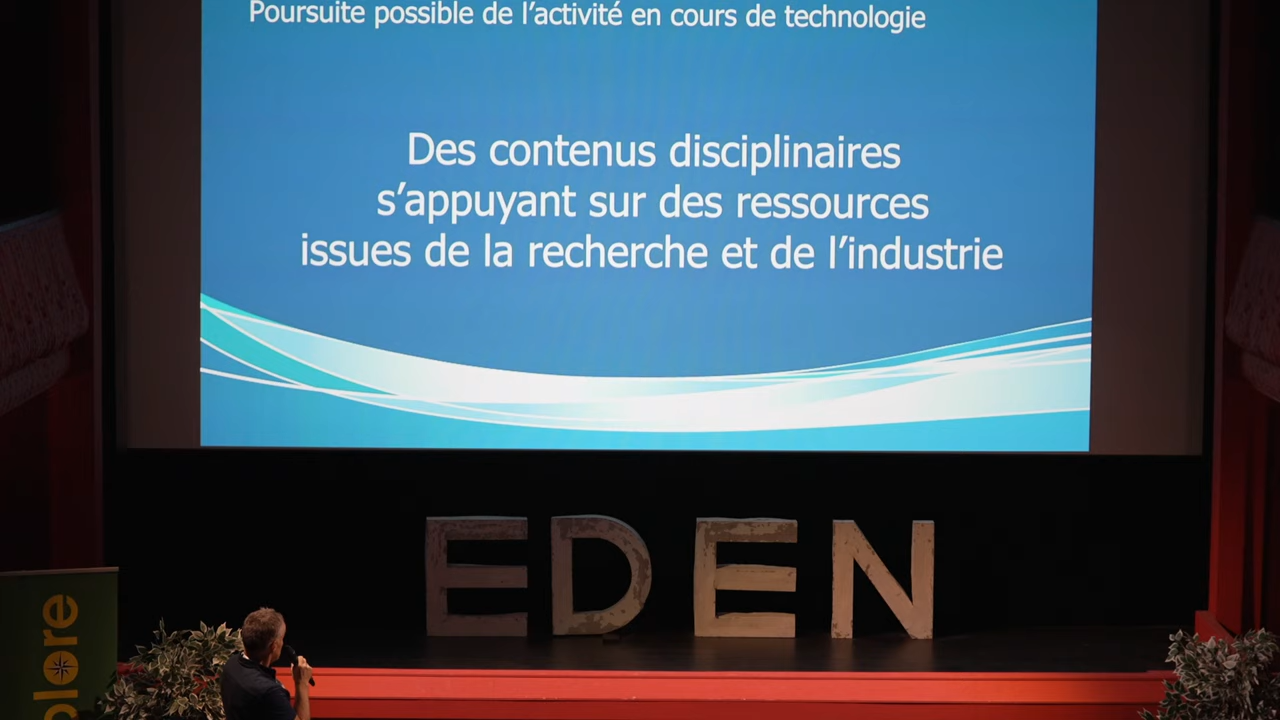 Poursuite possible de l’activité en cours de technologie
Des contenus disciplinaires
s’appuyant sur des ressources
issues de la recherche et de l’industrie
EDEN
plore